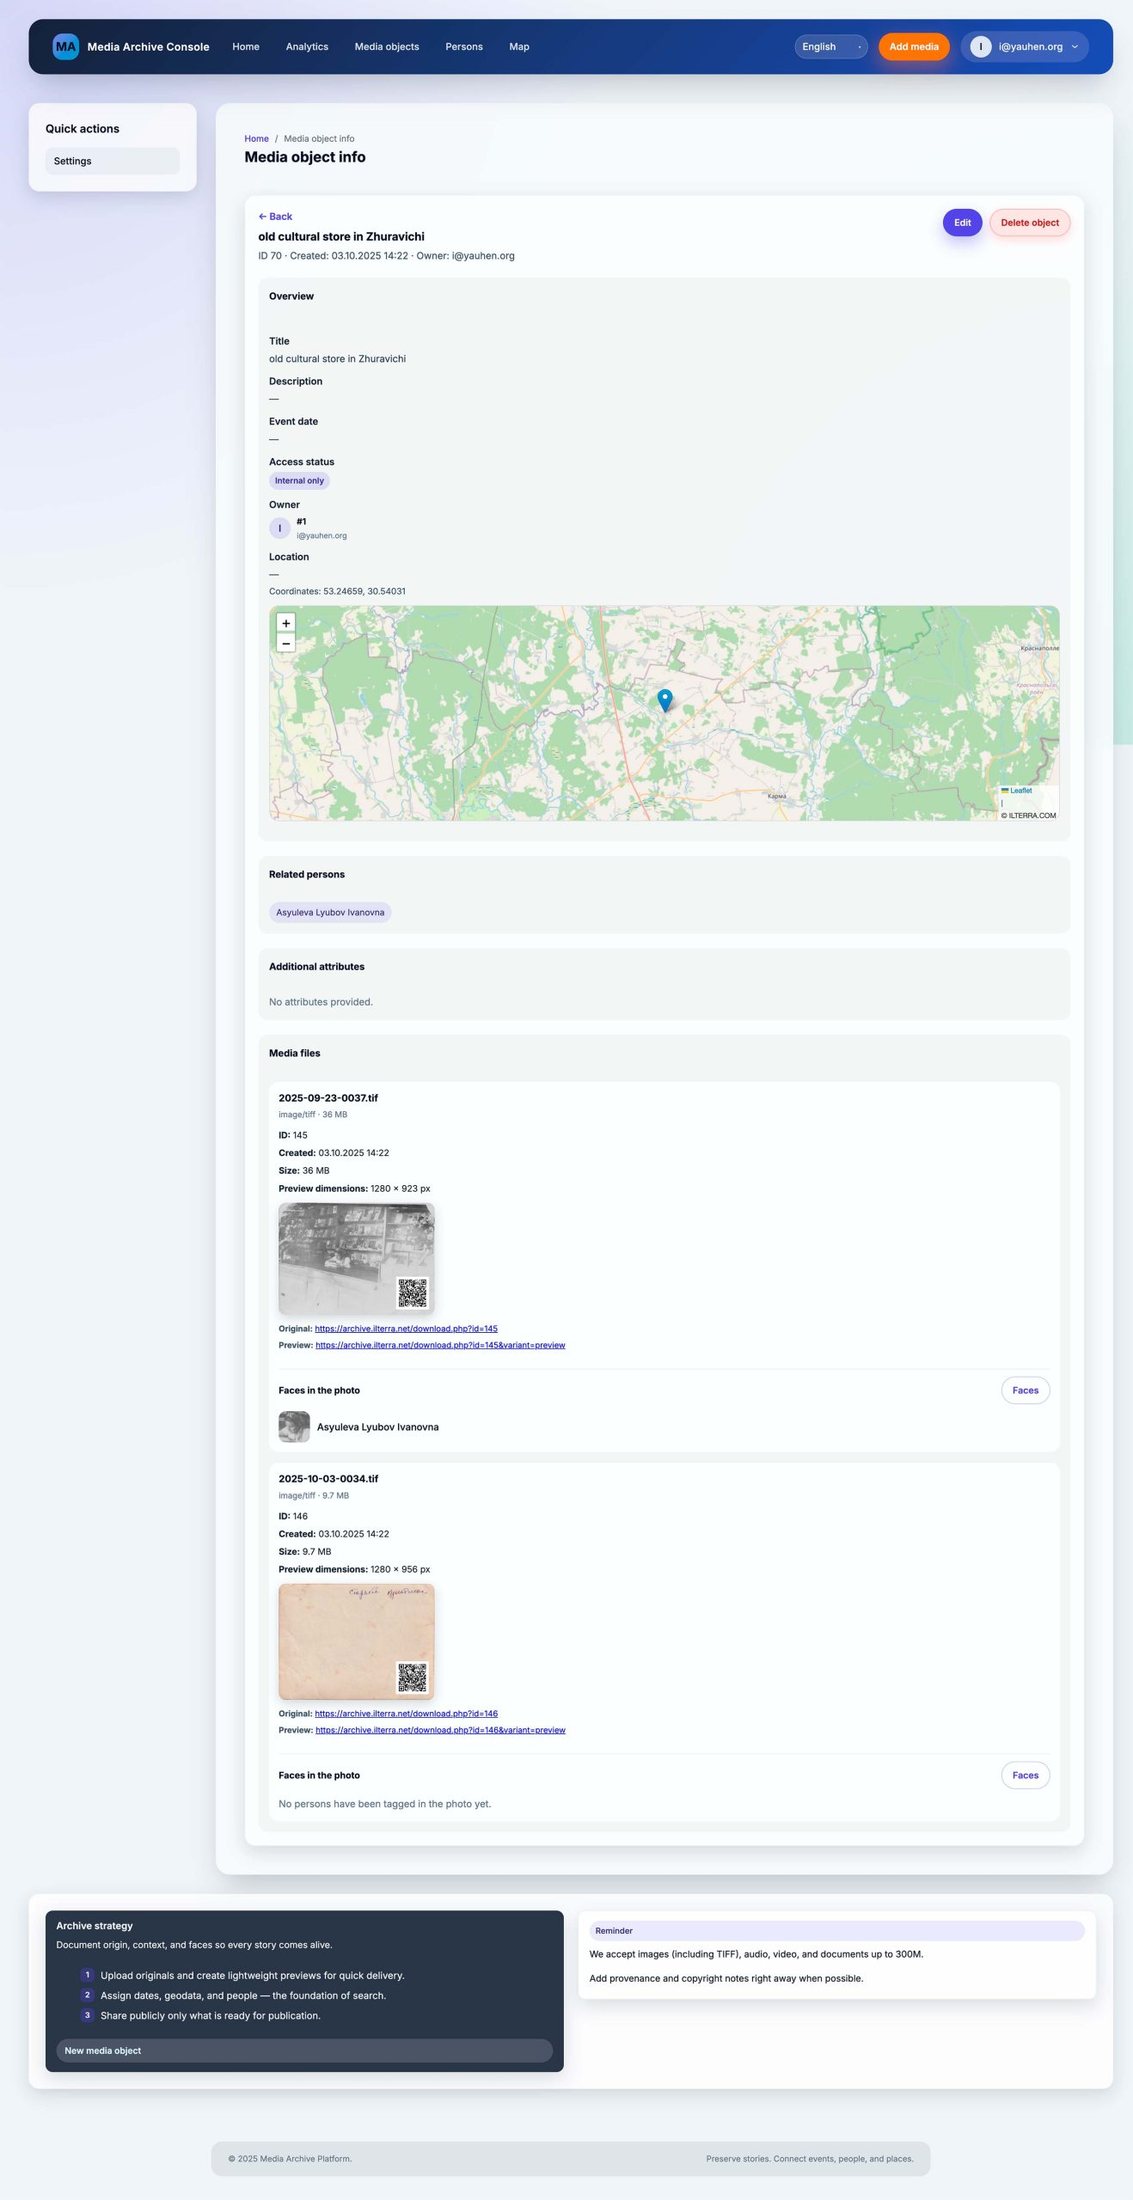 MA Media Archive Console Home Analytics Media objects Persons Map English Add media I i@yauhen.org
Quick actions
Settings
Home / Media object info
Media object info
← Back
Edit Delete object
old cultural store in Zhuravichi
ID 70 · Created: 03.10.2025 14:22 · Owner: i@yauhen.org
Overview
Title
old cultural store in Zhuravichi
Description
—
Event date
—
Access status
Internal only
Owner
I #1
i@yauhen.org
Location
—
Coordinates: 53.24659, 30.54031
+
−
Карма
Leaflet
|
© ILTERRA.COM
Related persons
Asyuleva Lyubov Ivanovna
Additional attributes
No attributes provided.
Media files
2025-09-23-0037.tif
image/tiff · 36 MB
ID: 145
Created: 03.10.2025 14:22
Size: 36 MB
Preview dimensions: 1280 × 923 px
Original: https://archive.ilterra.net/download.php?id=145
Preview: https://archive.ilterra.net/download.php?id=145&variant=preview
Faces in the photo Faces
Asyuleva Lyubov Ivanovna
2025-10-03-0034.tif
image/tiff · 9.7 MB
ID: 146
Created: 03.10.2025 14:22
Size: 9.7 MB
Preview dimensions: 1280 × 956 px
Original: https://archive.ilterra.net/download.php?id=146
Preview: https://archive.ilterra.net/download.php?id=146&variant=preview
Faces in the photo Faces
No persons have been tagged in the photo yet.
Archive strategy
Document origin, context, and faces so every story comes alive.
1 Upload originals and create lightweight previews for quick delivery.
2 Assign dates, geodata, and people — the foundation of search.
3 Share publicly only what is ready for publication.
New media object
Reminder
We accept images (including TIFF), audio, video, and documents up to 300M.
Add provenance and copyright notes right away when possible.
© 2025 Media Archive Platform. Preserve stories. Connect events, people, and places.